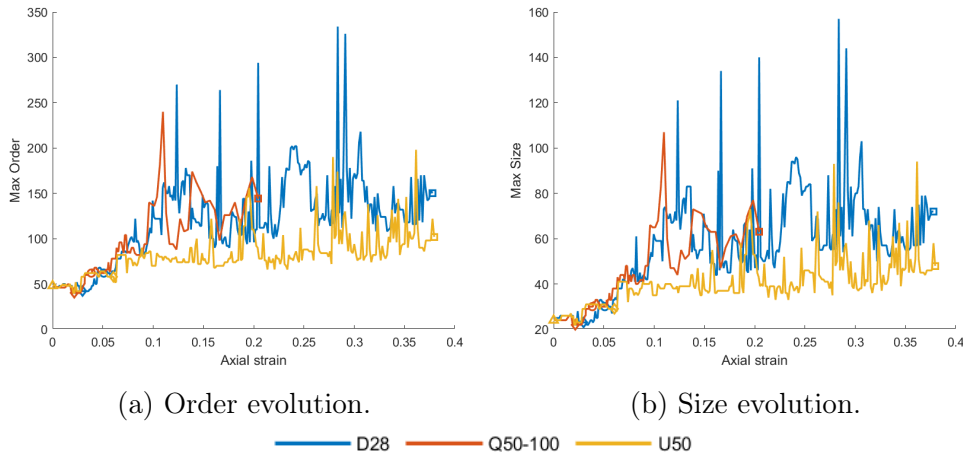 350
300
250
200
150
100
50
0
Max Order
0 0.05 0.1 0.15 0.2 0.25 0.3 0.35 0.4
Axial strain
160
140
120
100
80
60
40
20
Max Size
0 0.05 0.1 0.15 0.2 0.25 0.3 0.35 0.4
Axial strain
(a) Order evolution.
(b) Size evolution.
D28 Q50-100 U50